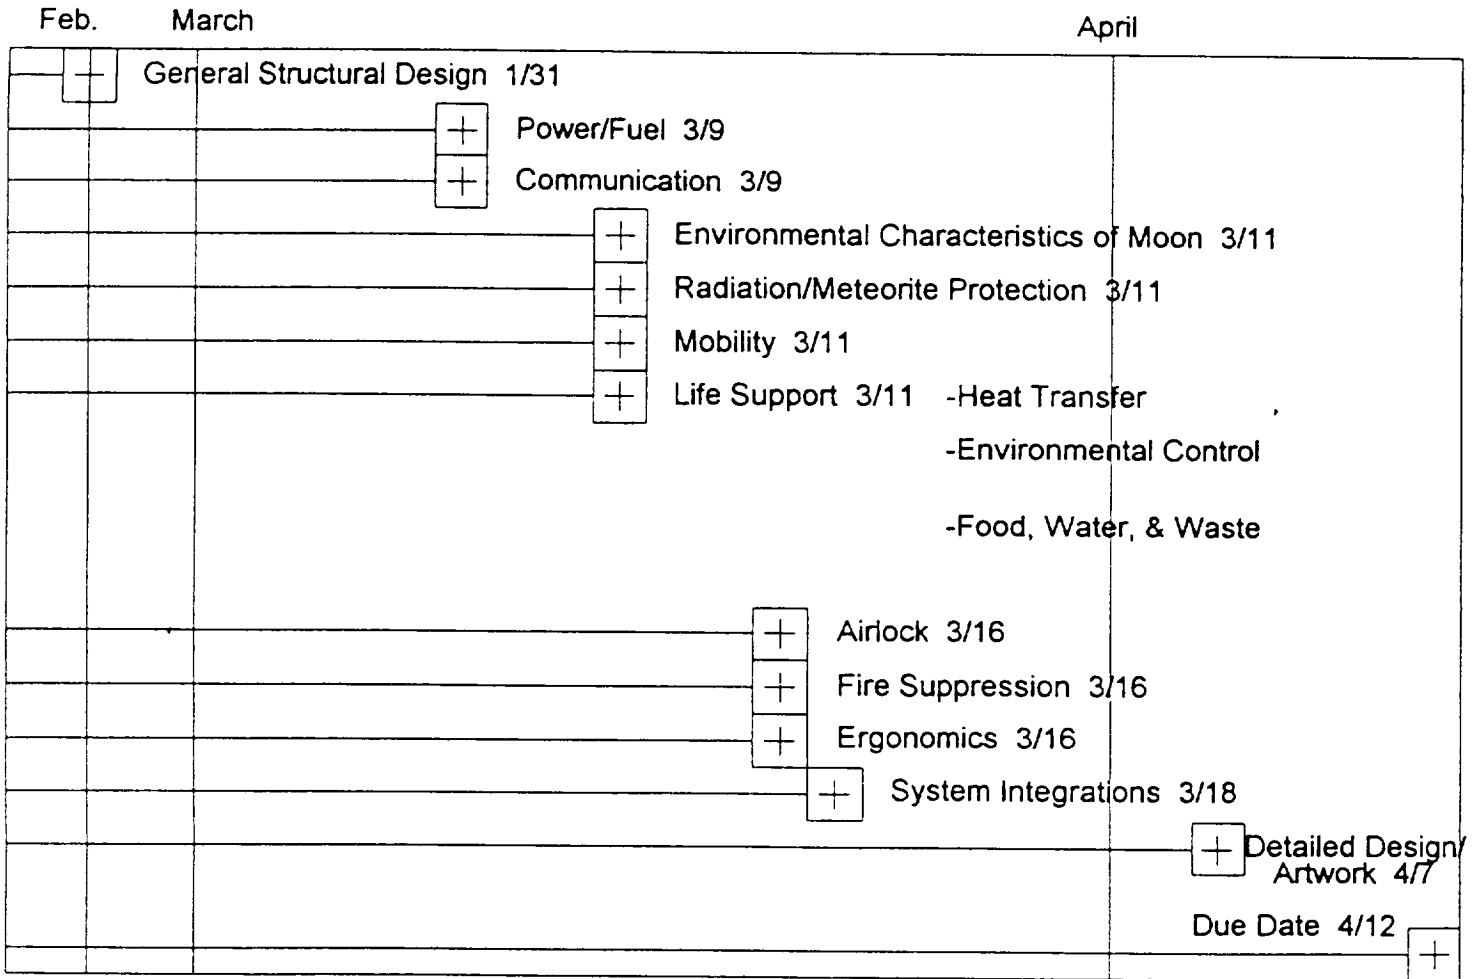 Feb. March April
General Structural Design 1/31
Power/Fuel 3/9
Communication 3/9
Environmental Characteristics of Moon 3/11
Radiation/Meteorite Protection 3/11
Mobility 3/11
Life Support 3/11 -Heat Transfer
-Environmental Control
-Food, Water, & Waste
Airlock 3/16
Fire Suppression 3/16
Ergonomics 3/16
System Integrations 3/18
Detailed Design/
Artwork 4/7
Due Date 4/12